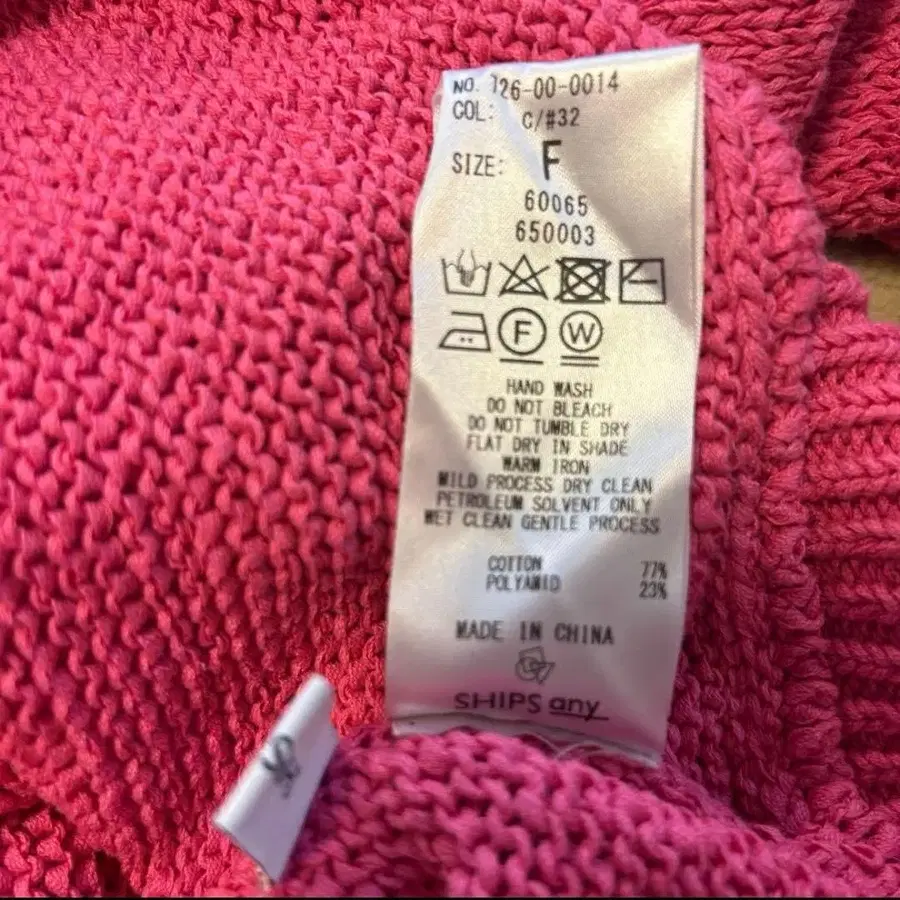 NO. 126-00-0014
COL: C/#32
SIZE: F
60065
650003
F W
HAND WASH
DO NOT BLEACH
DO NOT TUMBLE DRY
FLAT DRY IN SHADE
WARM IRON
MILD PROCESS DRY CLEAN
PETROLEUM SOLVENT ONLY
WET CLEAN GENTLE PROCESS
COTTON 77%
POLYAMID 23%
MADE IN CHINA
SHIPS any